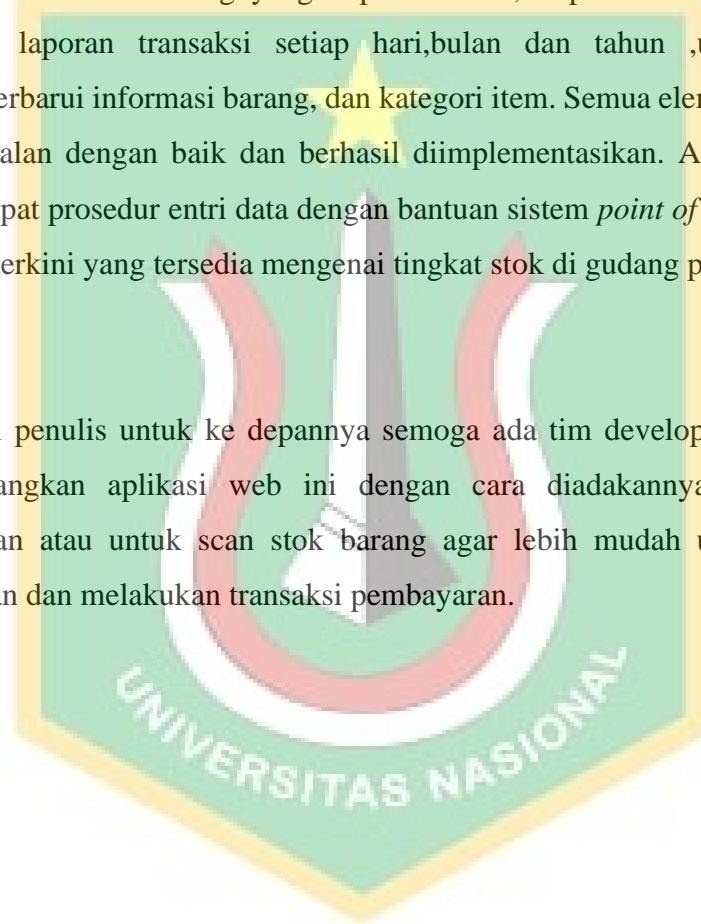 laporan transaksi setiap hari,bulan dan tahun ,u
erbarui informasi barang, dan kategori item. Semua elem
alan dengan baik dan berhasil diimplementasikan. A
pat prosedur entri data dengan bantuan sistem point of
terkini yang tersedia mengenai tingkat stok di gudang p
penulis untuk ke depannya semoga ada tim develop
angkan aplikasi web ini dengan cara diadakannya
an atau untuk scan stok barang agar lebih mudah u
an dan melakukan transaksi pembayaran.
UNIVERSITAS NASIONAL